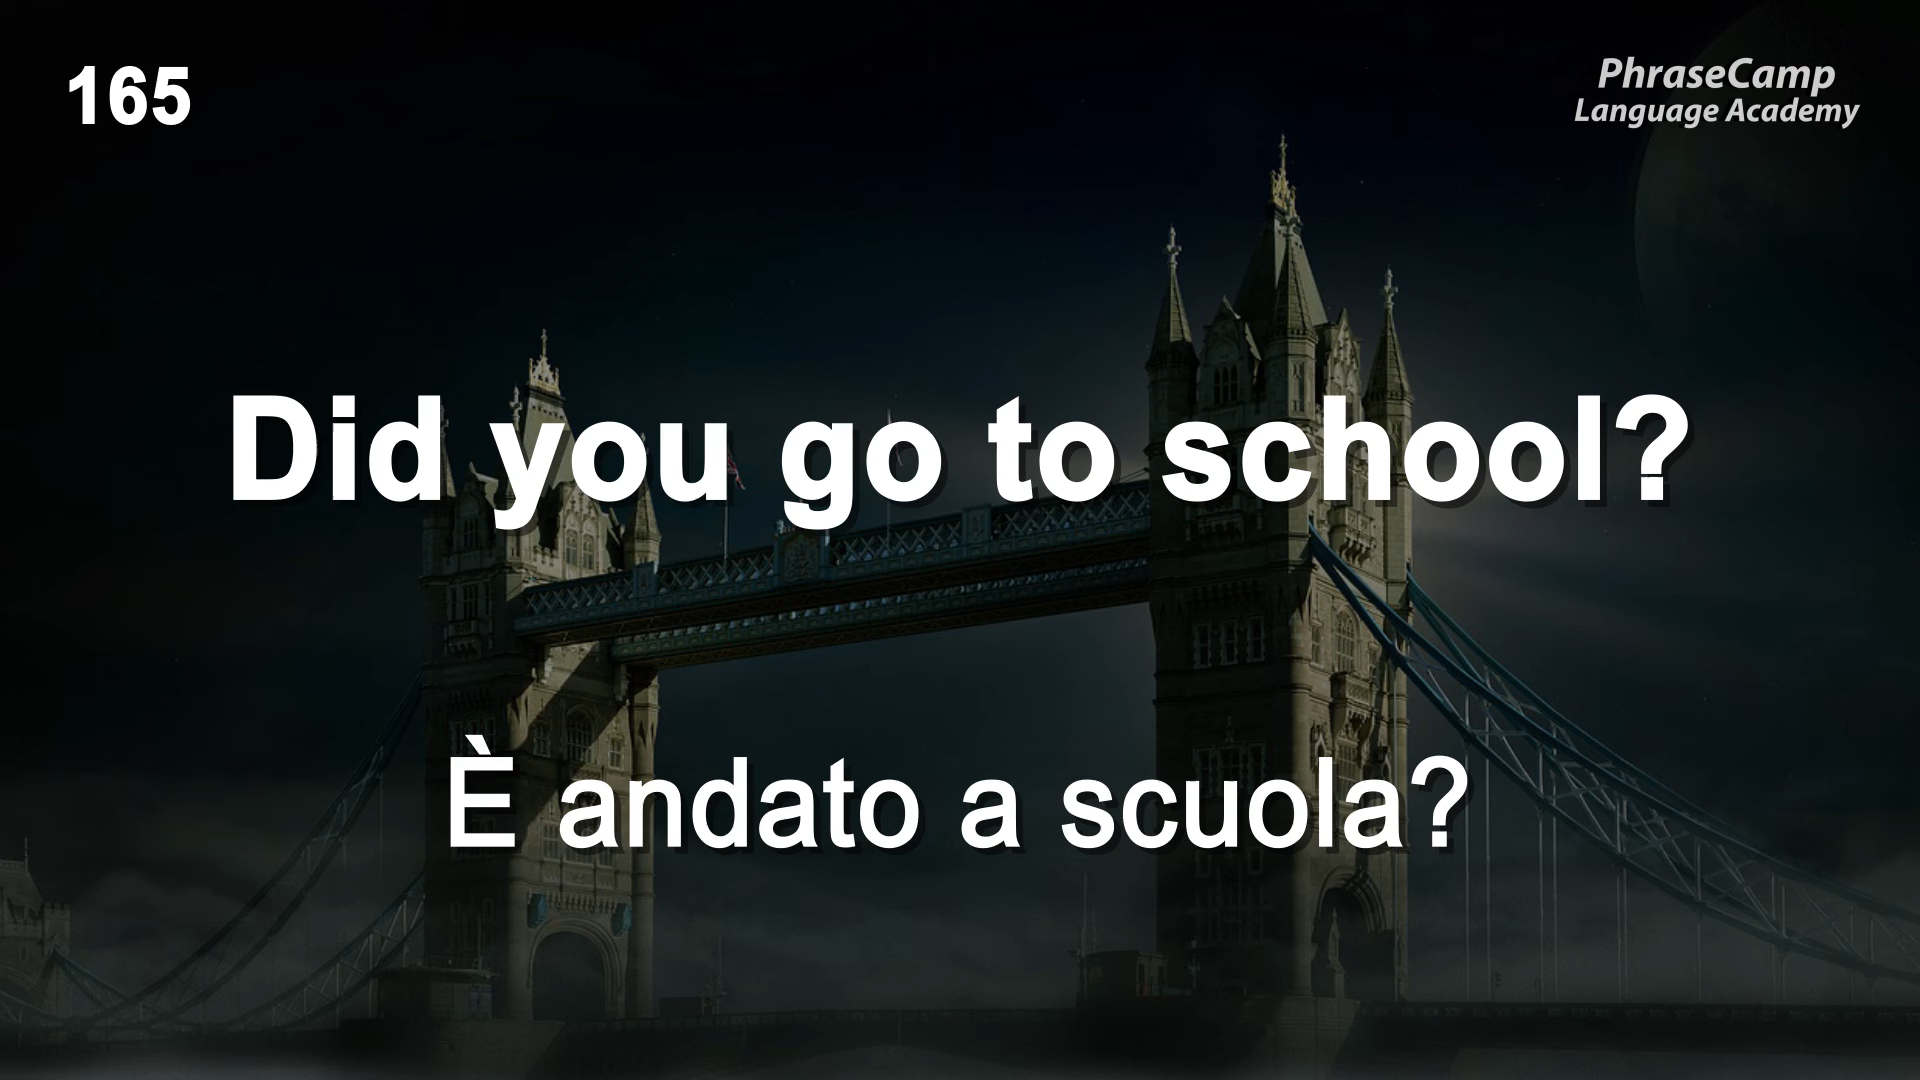 165
PhraseCamp
Language Academy
Did you go to school?
È andato a scuola?